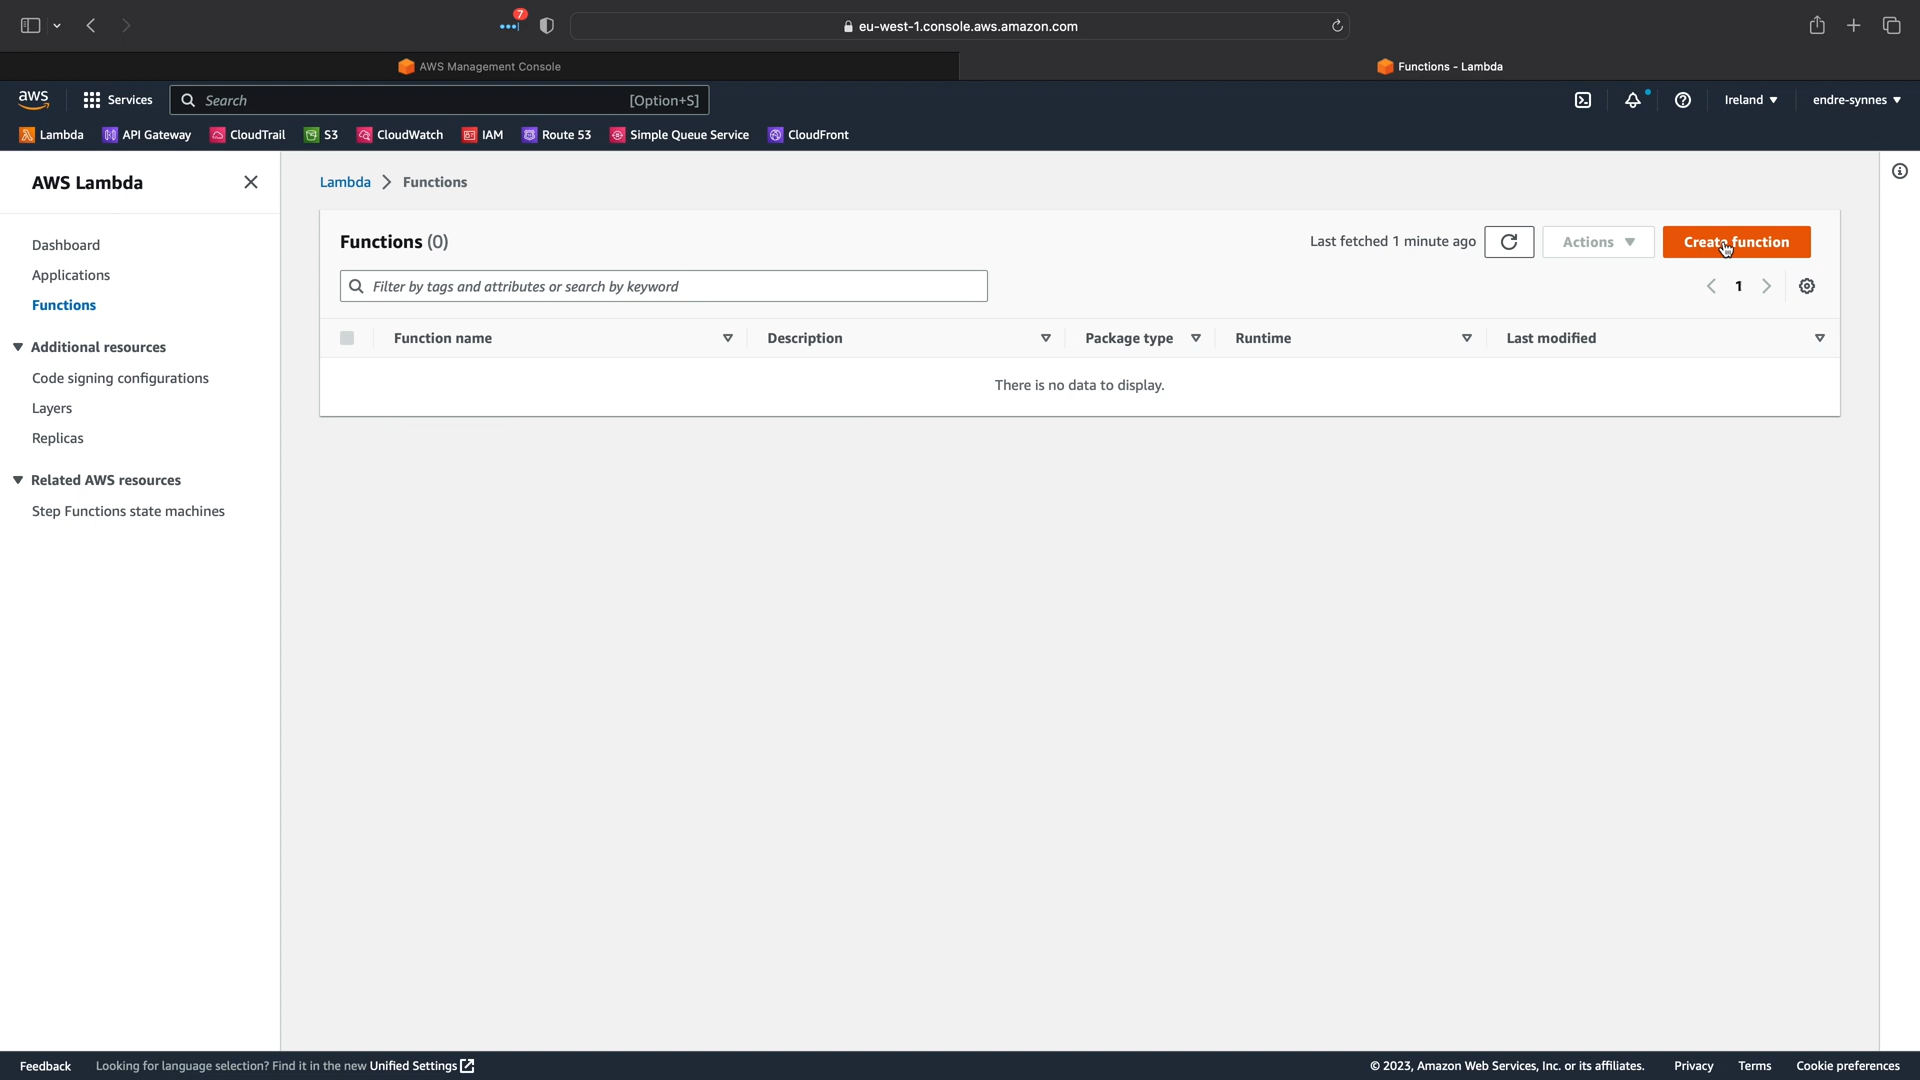 7
eu-west-1.console.aws.amazon.com
AWS Management Console
Functions - Lambda
aws
Services
Search
[Option+S]
Ireland
endre-synnes
Lambda
API Gateway
CloudTrail
S3
CloudWatch
IAM
Route 53
Simple Queue Service
CloudFront
AWS Lambda
Dashboard
Applications
Functions
Additional resources
Code signing configurations
Layers
Replicas
Related AWS resources
Step Functions state machines
Lambda > Functions
Functions (0)
Last fetched 1 minute ago
Actions
Create function
Filter by tags and attributes or search by keyword
1
Function name
Description
Package type
Runtime
Last modified
There is no data to display.
Feedback
Looking for language selection? Find it in the new Unified Settings
© 2023, Amazon Web Services, Inc. or its affiliates.
Privacy
Terms
Cookie preferences